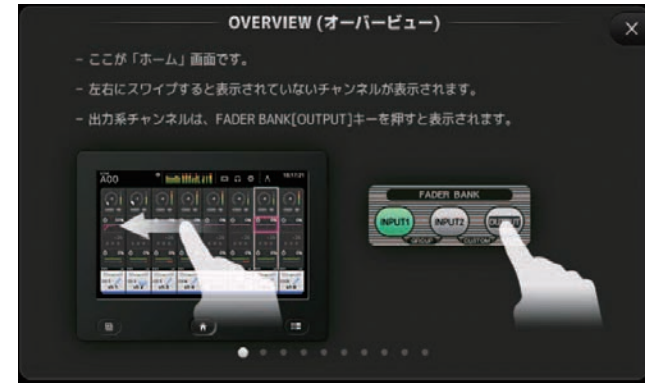 OVERVIEW (オーバービュー)
- ここが「ホーム」画面です。
- 左右にスワイプすると表示されていないチャンネルが表示されます。
- 出力系チャンネルは、FADER BANK[OUTPUT]キーを押すと表示されます。
A00
FADER BANK
INPUT1 INPUT2
GROUP CUSTOM